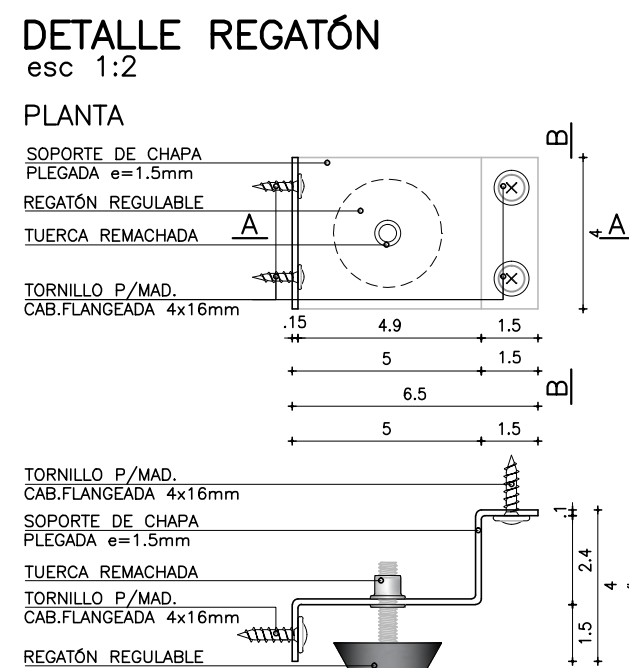 DETALLE REGATÓN
esc 1:2
PLANTA
SOPORTE DE CHAPA
PLEGADA e=1.5mm
REGATÓN REGULABLE
TUERCA REMACHADA
TORNILLO P/MAD.
CAB.FLANGEADA 4x16mm
B
A
4
A
.15
4.9
1.5
5
1.5
B
6.5
5
1.5
TORNILLO P/MAD.
CAB.FLANGEADA 4x16mm
SOPORTE DE CHAPA
PLEGADA e=1.5mm
TUERCA REMACHADA
TORNILLO P/MAD.
CAB.FLANGEADA 4x16mm
REGATÓN REGULABLE
.1
2.4
4
1.5